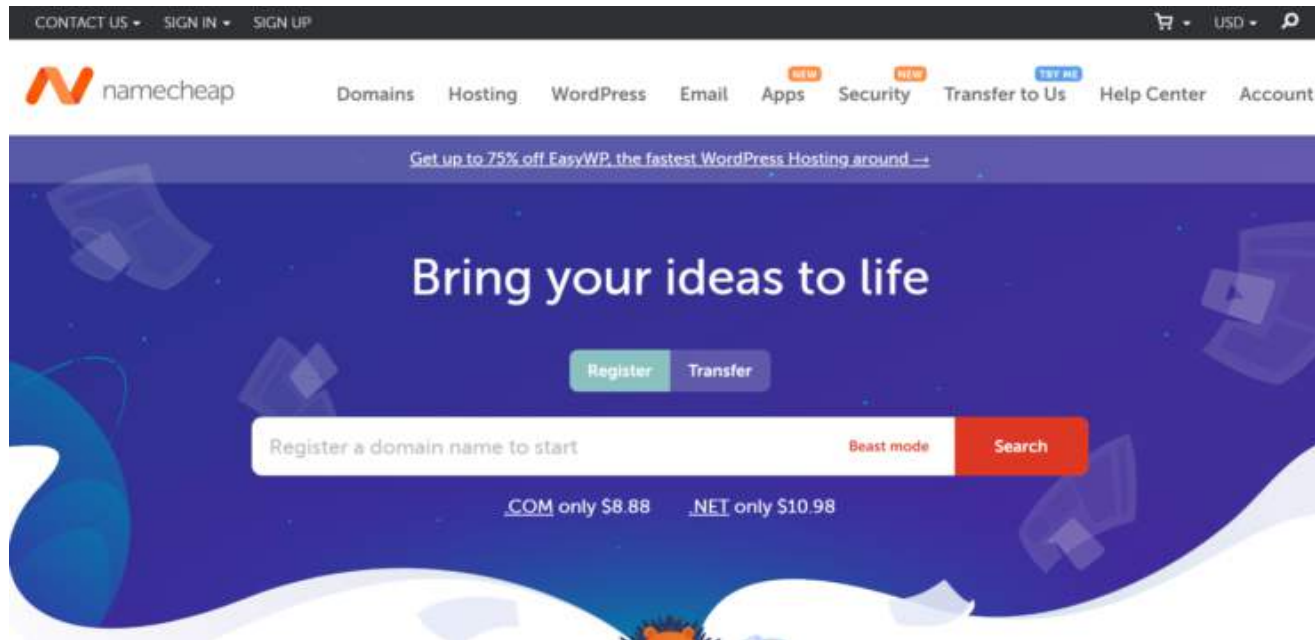 CONTACT US SIGN IN SIGN UP USD
namecheap
NEW NEW TRY ME
Domains Hosting WordPress Email Apps Security Transfer to Us Help Center Account
Get up to 75% off EasyWP, the fastest WordPress Hosting around →
Bring your ideas to life
Register Transfer
Register a domain name to start Beast mode Search
.COM only $8.88 .NET only $10.98